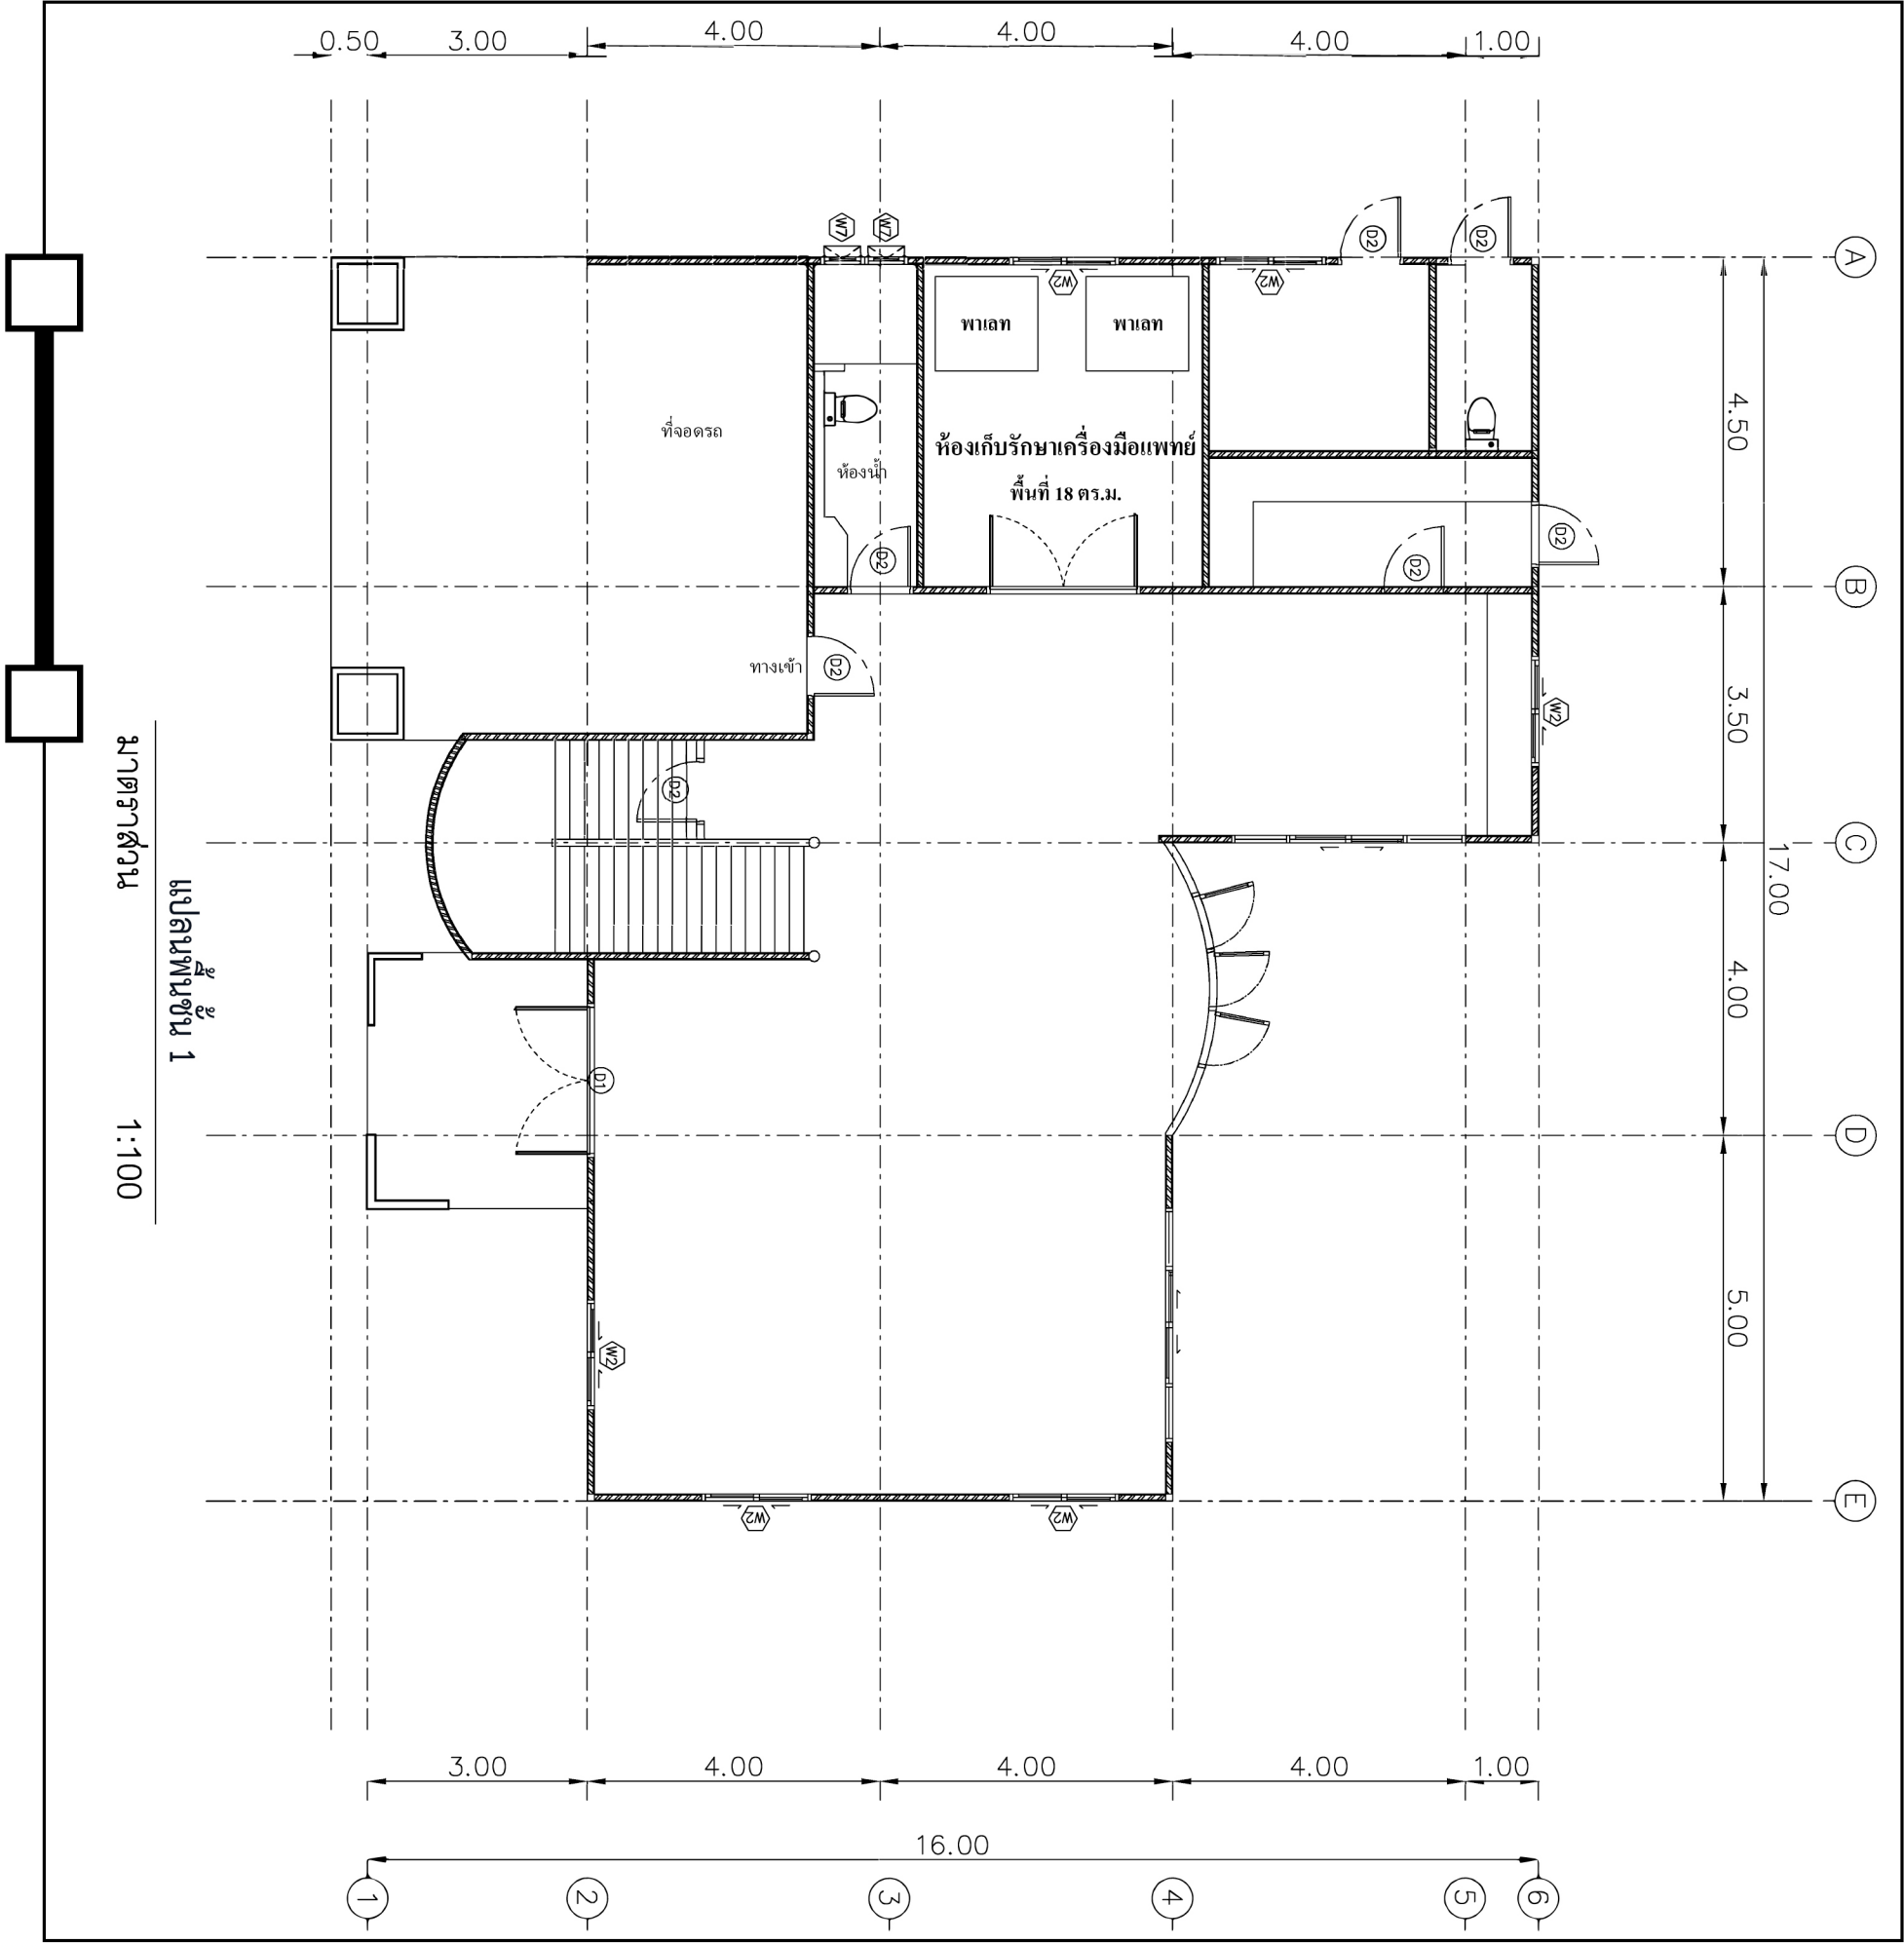 0.50 3.00 4.00 4.00 4.00 1.00
W7 W7 D2 D2 A
W2 W2
พาเลท พาเลท
4.50
ที่จอดรถ
ห้องเก็บรักษาเครื่องมือแพทย์
ห้องน้ำ
พื้นที่ 18 ตร.ม.
D2 D2 D2
B
ทางเข้า D2
3.50
W2
D2
C
17.00
4.00
D1
D
5.00
W2
W2 W2
E
แปลนพื้นชั้น 1
มาตราส่วน 1:100
3.00 4.00 4.00 4.00 1.00
16.00
1 2 3 4 5 6